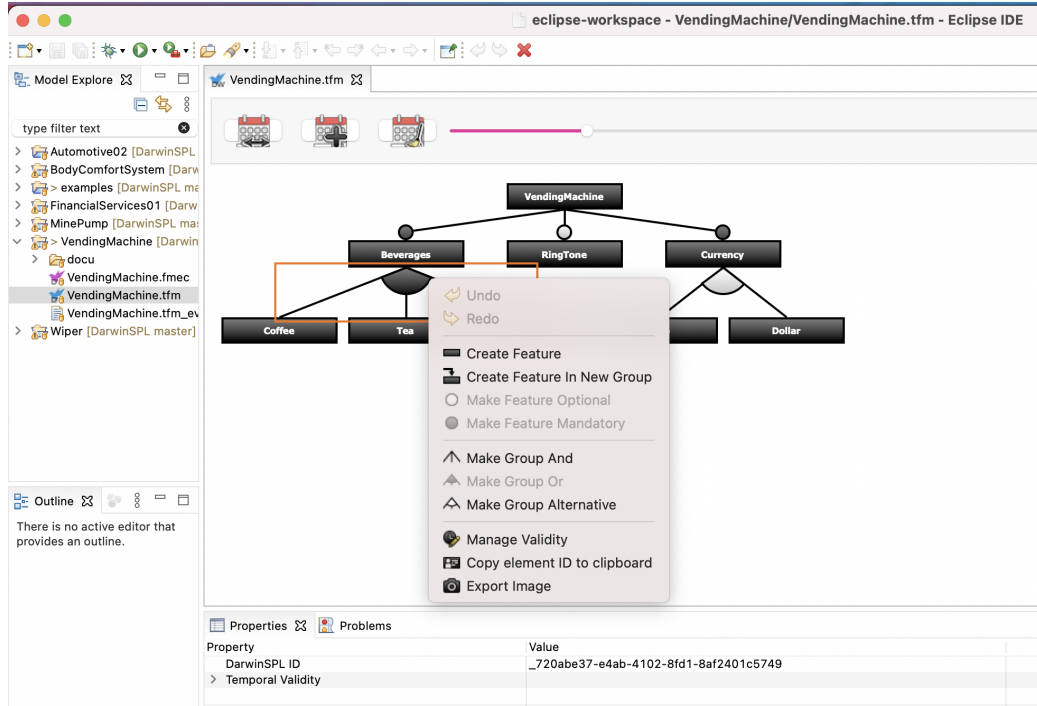 eclipse-workspace - VendingMachine/VendingMachine.tfm - Eclipse IDE
Model Explore
VendingMachine.tfm
type filter text
Automotive02 [DarwinSPL
BodyComfortSystem [Darw
> examples [DarwinSPL ma
FinancialServices01 [Darw
MinePump [DarwinSPL mas
> VendingMachine [Darwin
docu
VendingMachine.fmec
VendingMachine.tfm
VendingMachine.tfm_ev
Wiper [DarwinSPL master]
VendingMachine
Beverages
RingTone
Currency
Coffee
Tea
Dollar
Undo
Redo
Create Feature
Create Feature In New Group
Make Feature Optional
Make Feature Mandatory
Make Group And
Make Group Or
Make Group Alternative
Manage Validity
Copy element ID to clipboard
Export Image
Outline
There is no active editor that
provides an outline.
Properties
Problems
Property Value
DarwinSPL ID _720abe37-e4ab-4102-8fd1-8af2401c5749
Temporal Validity